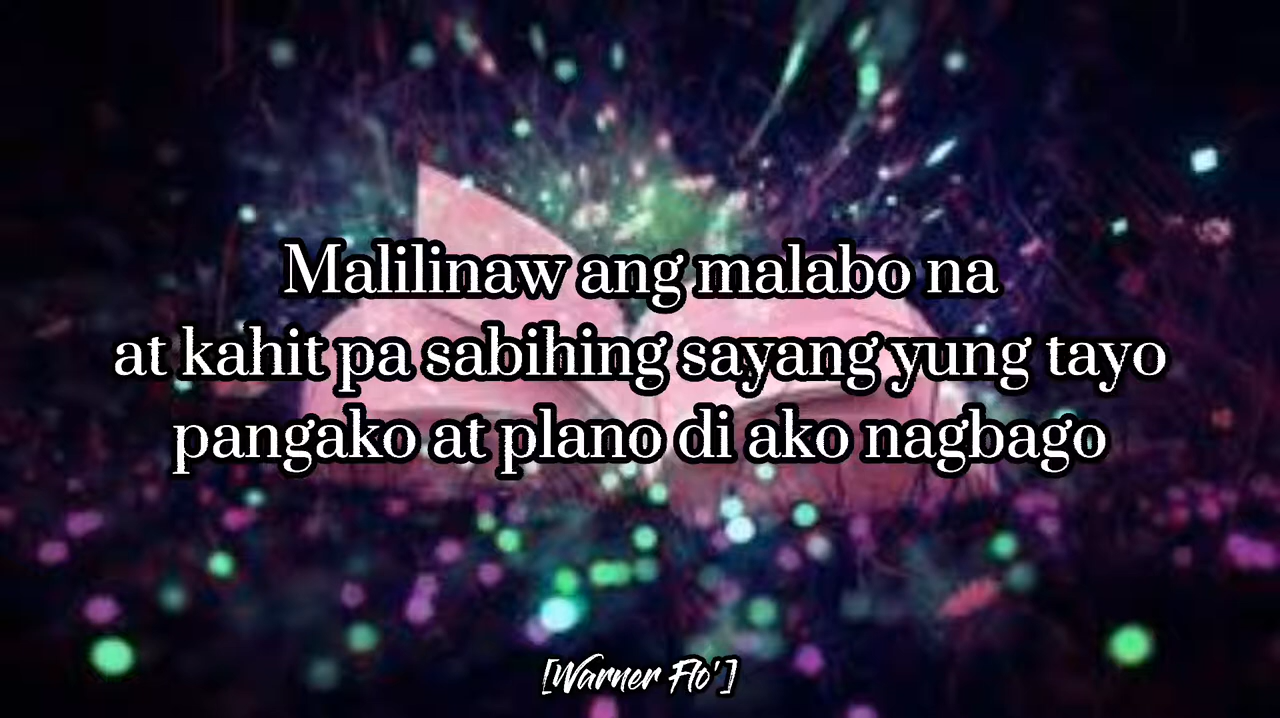 Malilinaw ang malabo na
at kahit pa sabihing sayang yung tayo
pangako at plano di ako nagbago
[Warner Flo']